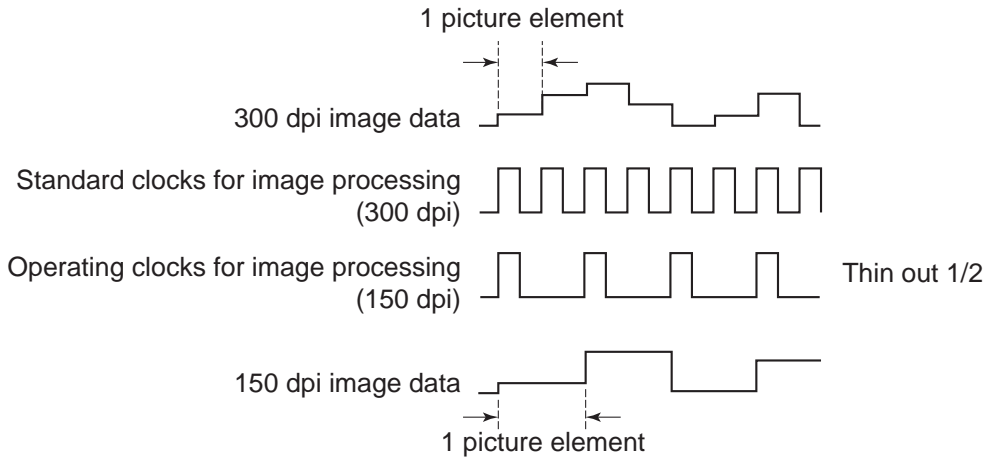 1 picture element
300 dpi image data
Standard clocks for image processing
(300 dpi)
Operating clocks for image processing
(150 dpi)
Thin out 1/2
150 dpi image data
1 picture element